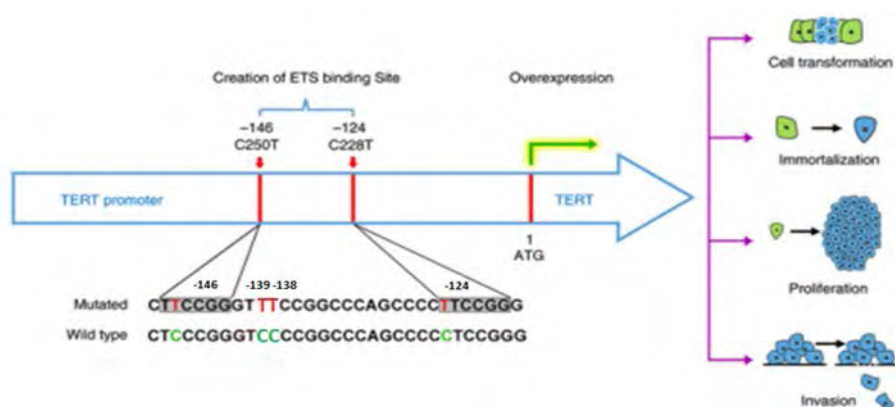 Creation of ETS binding Site
Overexpression
−146
C250T
−124
C228T
TERT promoter
TERT
1
ATG
-146
-139 -138
-124
Mutated
CTTCCGGGTTTCCGGCCCAGCCCCTTCCGGG
Wild type
CTCCCGGGTCCCCGGCCCAGCCCCCTCCGGG
Cell transformation
Immortalization
Proliferation
Invasion